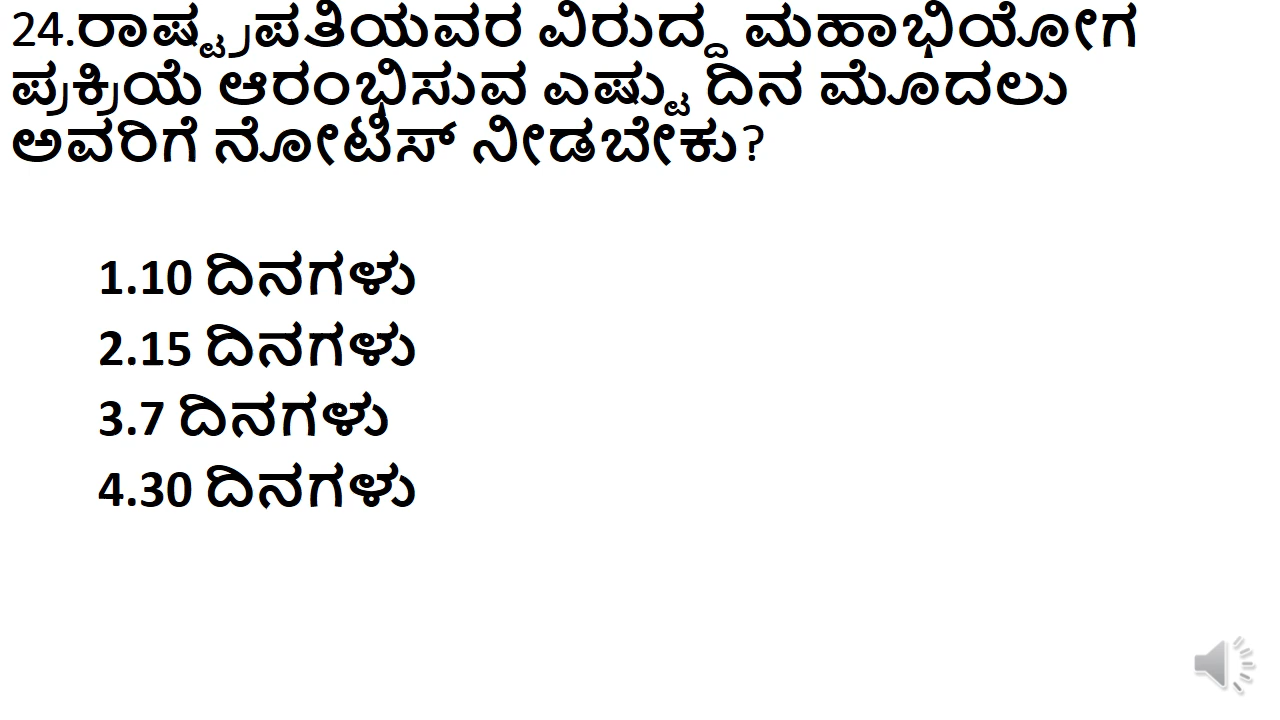 24.ರಾಷ್ಟ್ರಪತಿಯವರ ವಿರುದ್ದ ಮಹಾಭಿಯೋಗ
ಪ್ರಕ್ರಿಯೆ ಆರಂಭಿಸುವ ಎಷ್ಟು ದಿನ ಮೊದಲು
ಅವರಿಗೆ ನೋಟಿಸ್ ನೀಡಬೇಕು?
1.10 ದಿನಗಳು
2.15 ದಿನಗಳು
3.7 ದಿನಗಳು
4.30 ದಿನಗಳು